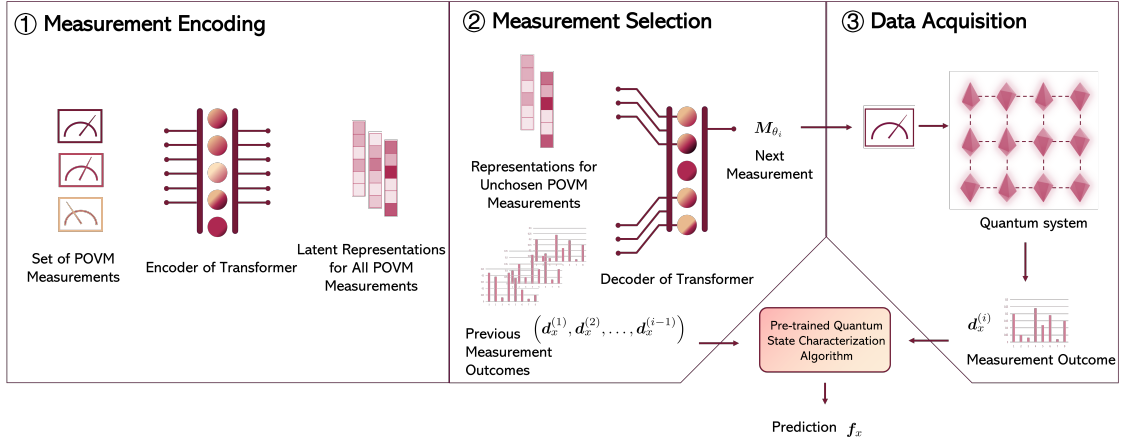 ① Measurement Encoding
Set of POVM
Measurements
Encoder of Transformer
Latent Representations
for All POVM
Measurements
② Measurement Selection
Representations for
Unchosen POVM
Measurements
Previous
Measurement
Outcomes
(d_x^{(1)}, d_x^{(2)}, …, d_x^{(i−1)})
Decoder of Transformer
M_{θ_i}
Next
Measurement
③ Data Acquisition
Quantum system
d_x^{(i)}
Measurement Outcome
Pre-trained Quantum
State Characterization
Algorithm
Prediction f_x